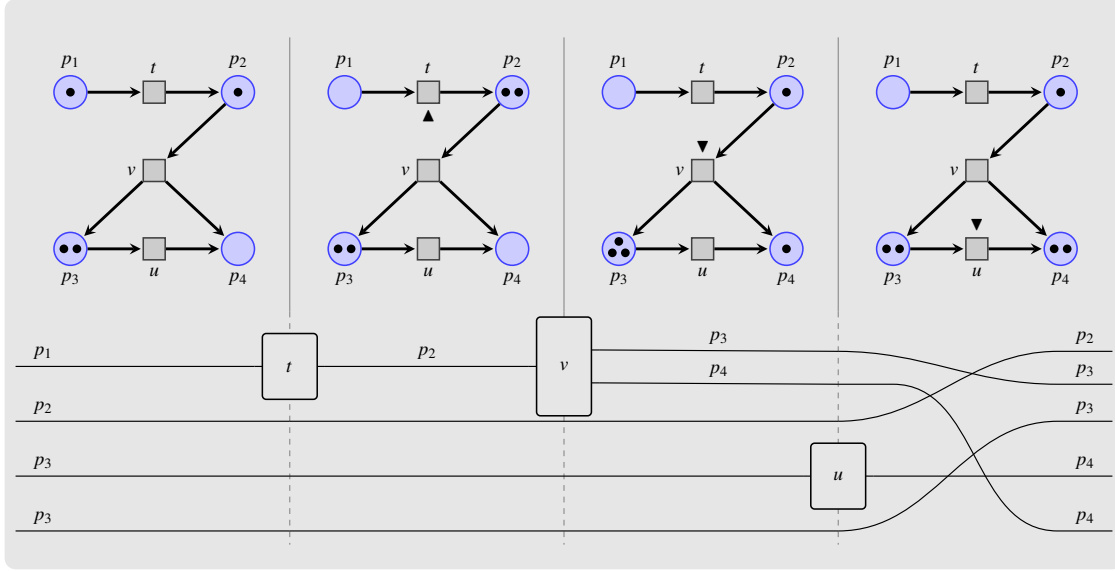 p₁ t p₂ p₁ t p₂ p₁ t p₂ p₁ t p₂
v v v v
p₃ u p₄ p₃ u p₄ p₃ u p₄ p₃ u p₄
p₁ t p₂ v p₃ p₂
p₄ p₃
p₂ p₃
p₃ u p₄
p₃ p₄